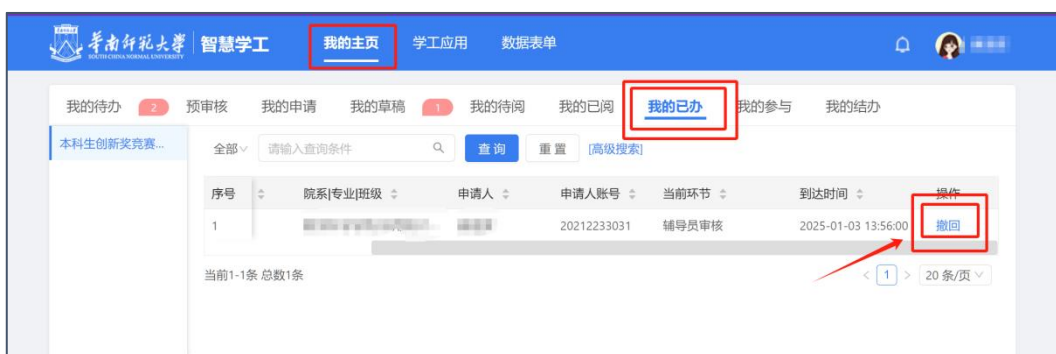 华南师范大学 智慧学工 我的主页 学工应用 数据表单
SOUTH CHINA NORMAL UNIVERSITY
我的待办 2 预审核 我的申请 我的草稿 1 我的待阅 我的已阅 我的已办 我的参与 我的结办
本科生创新奖竞赛... 全部 请输入查询条件 查询 重置 [高级搜索]
序号 院系|专业|班级 申请人 申请人账号 当前环节 到达时间 操作
1 20212233031 辅导员审核 2025-01-03 13:56:00 撤回
当前1-1条 总数1条 < 1 > 20 条/页